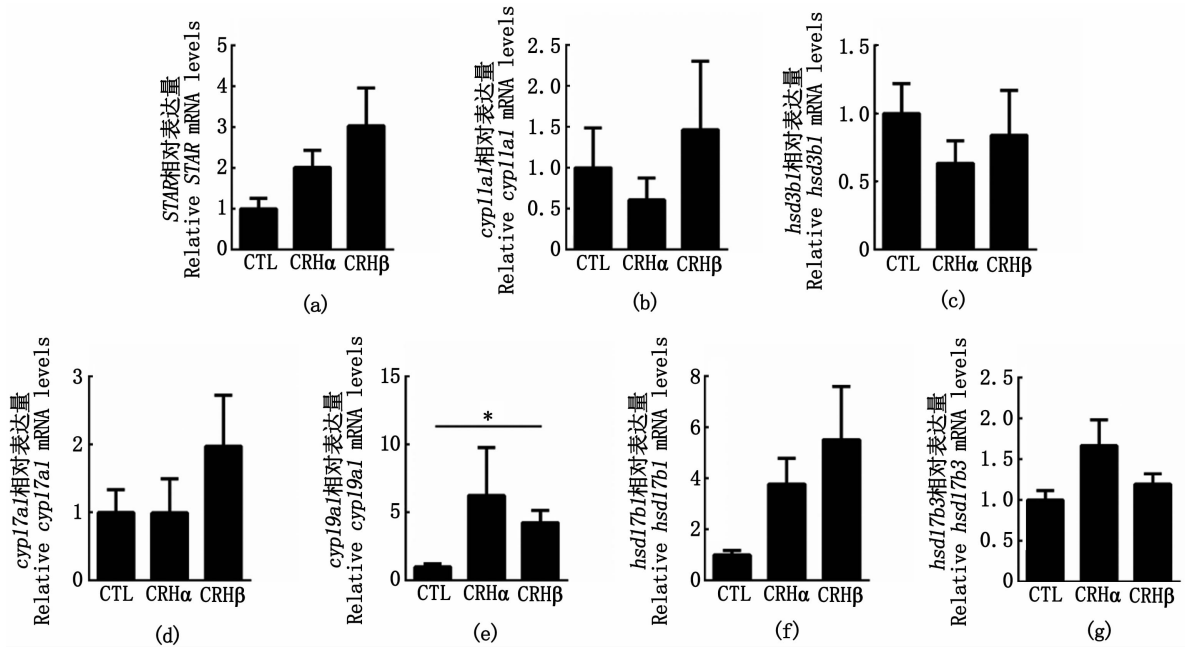 STAR相对表达量
Relative STAR mRNA levels
5
4
3
2
1
0
CTL CRHα CRHβ
(a)
cyp11a1相对表达量
Relative cyp11a1 mRNA levels
2.5
2.0
1.5
1.0
0.5
0
CTL CRHα CRHβ
(b)
hsd3b1相对表达量
Relative hsd3b1 mRNA levels
1.5
1.0
0.5
0
CTL CRHα CRHβ
(c)
cyp17a1相对表达量
Relative cyp17a1 mRNA levels
3
2
1
0
CTL CRHα CRHβ
(d)
cyp19a1相对表达量
Relative cyp19a1 mRNA levels
15
10
5
0
*
CTL CRHα CRHβ
(e)
hsd17b1相对表达量
Relative hsd17b1 mRNA levels
8
6
4
2
0
CTL CRHα CRHβ
(f)
hsd17b3相对表达量
Relative hsd17b3 mRNA levels
2.5
2.0
1.5
1.0
0.5
0
CTL CRHα CRHβ
(g)